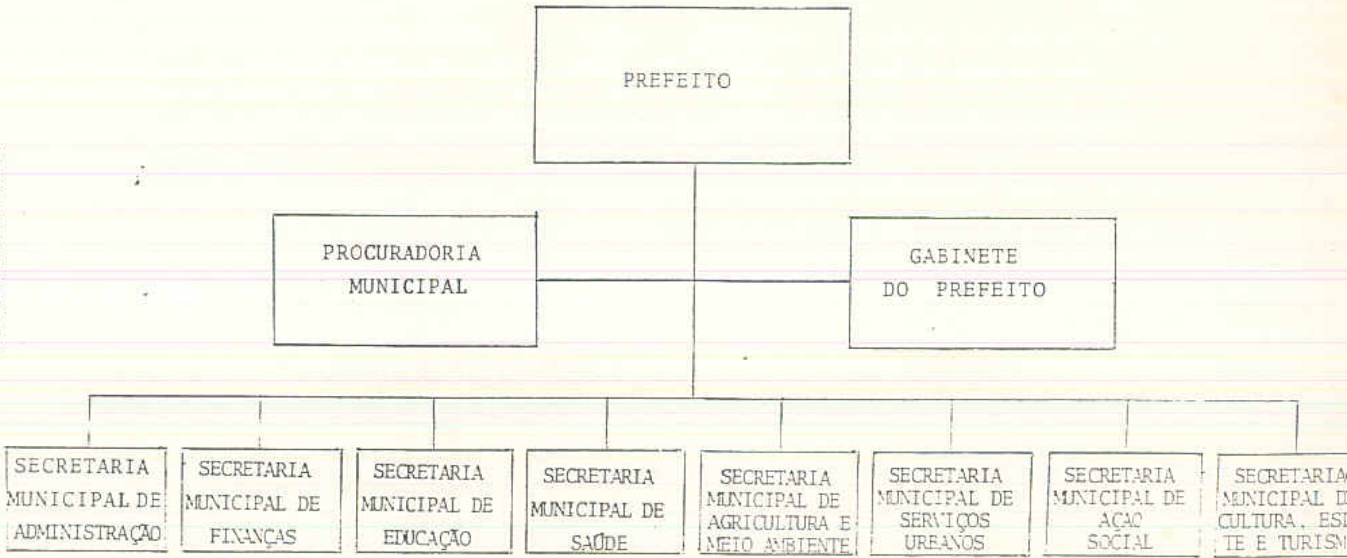 PREFEITO
PROCURADORIA
MUNICIPAL
GABINETE
DO PREFEITO
SECRETARIA
MUNICIPAL DE
ADMINISTRAÇÃO
SECRETARIA
MUNICIPAL DE
FINANÇAS
SECRETARIA
MUNICIPAL DE
EDUCAÇÃO
SECRETARIA
MUNICIPAL DE
SAÚDE
SECRETARIA
MUNICIPAL DE
AGRICULTURA E
MEIO AMBIENTE
SECRETARIA
MUNICIPAL DE
SERVIÇOS
URBANOS
SECRETARIA
MUNICIPAL DE
AÇAO
SOCIAL
SECRETARIA
MUNICIPAL
CULTURA,
TE E